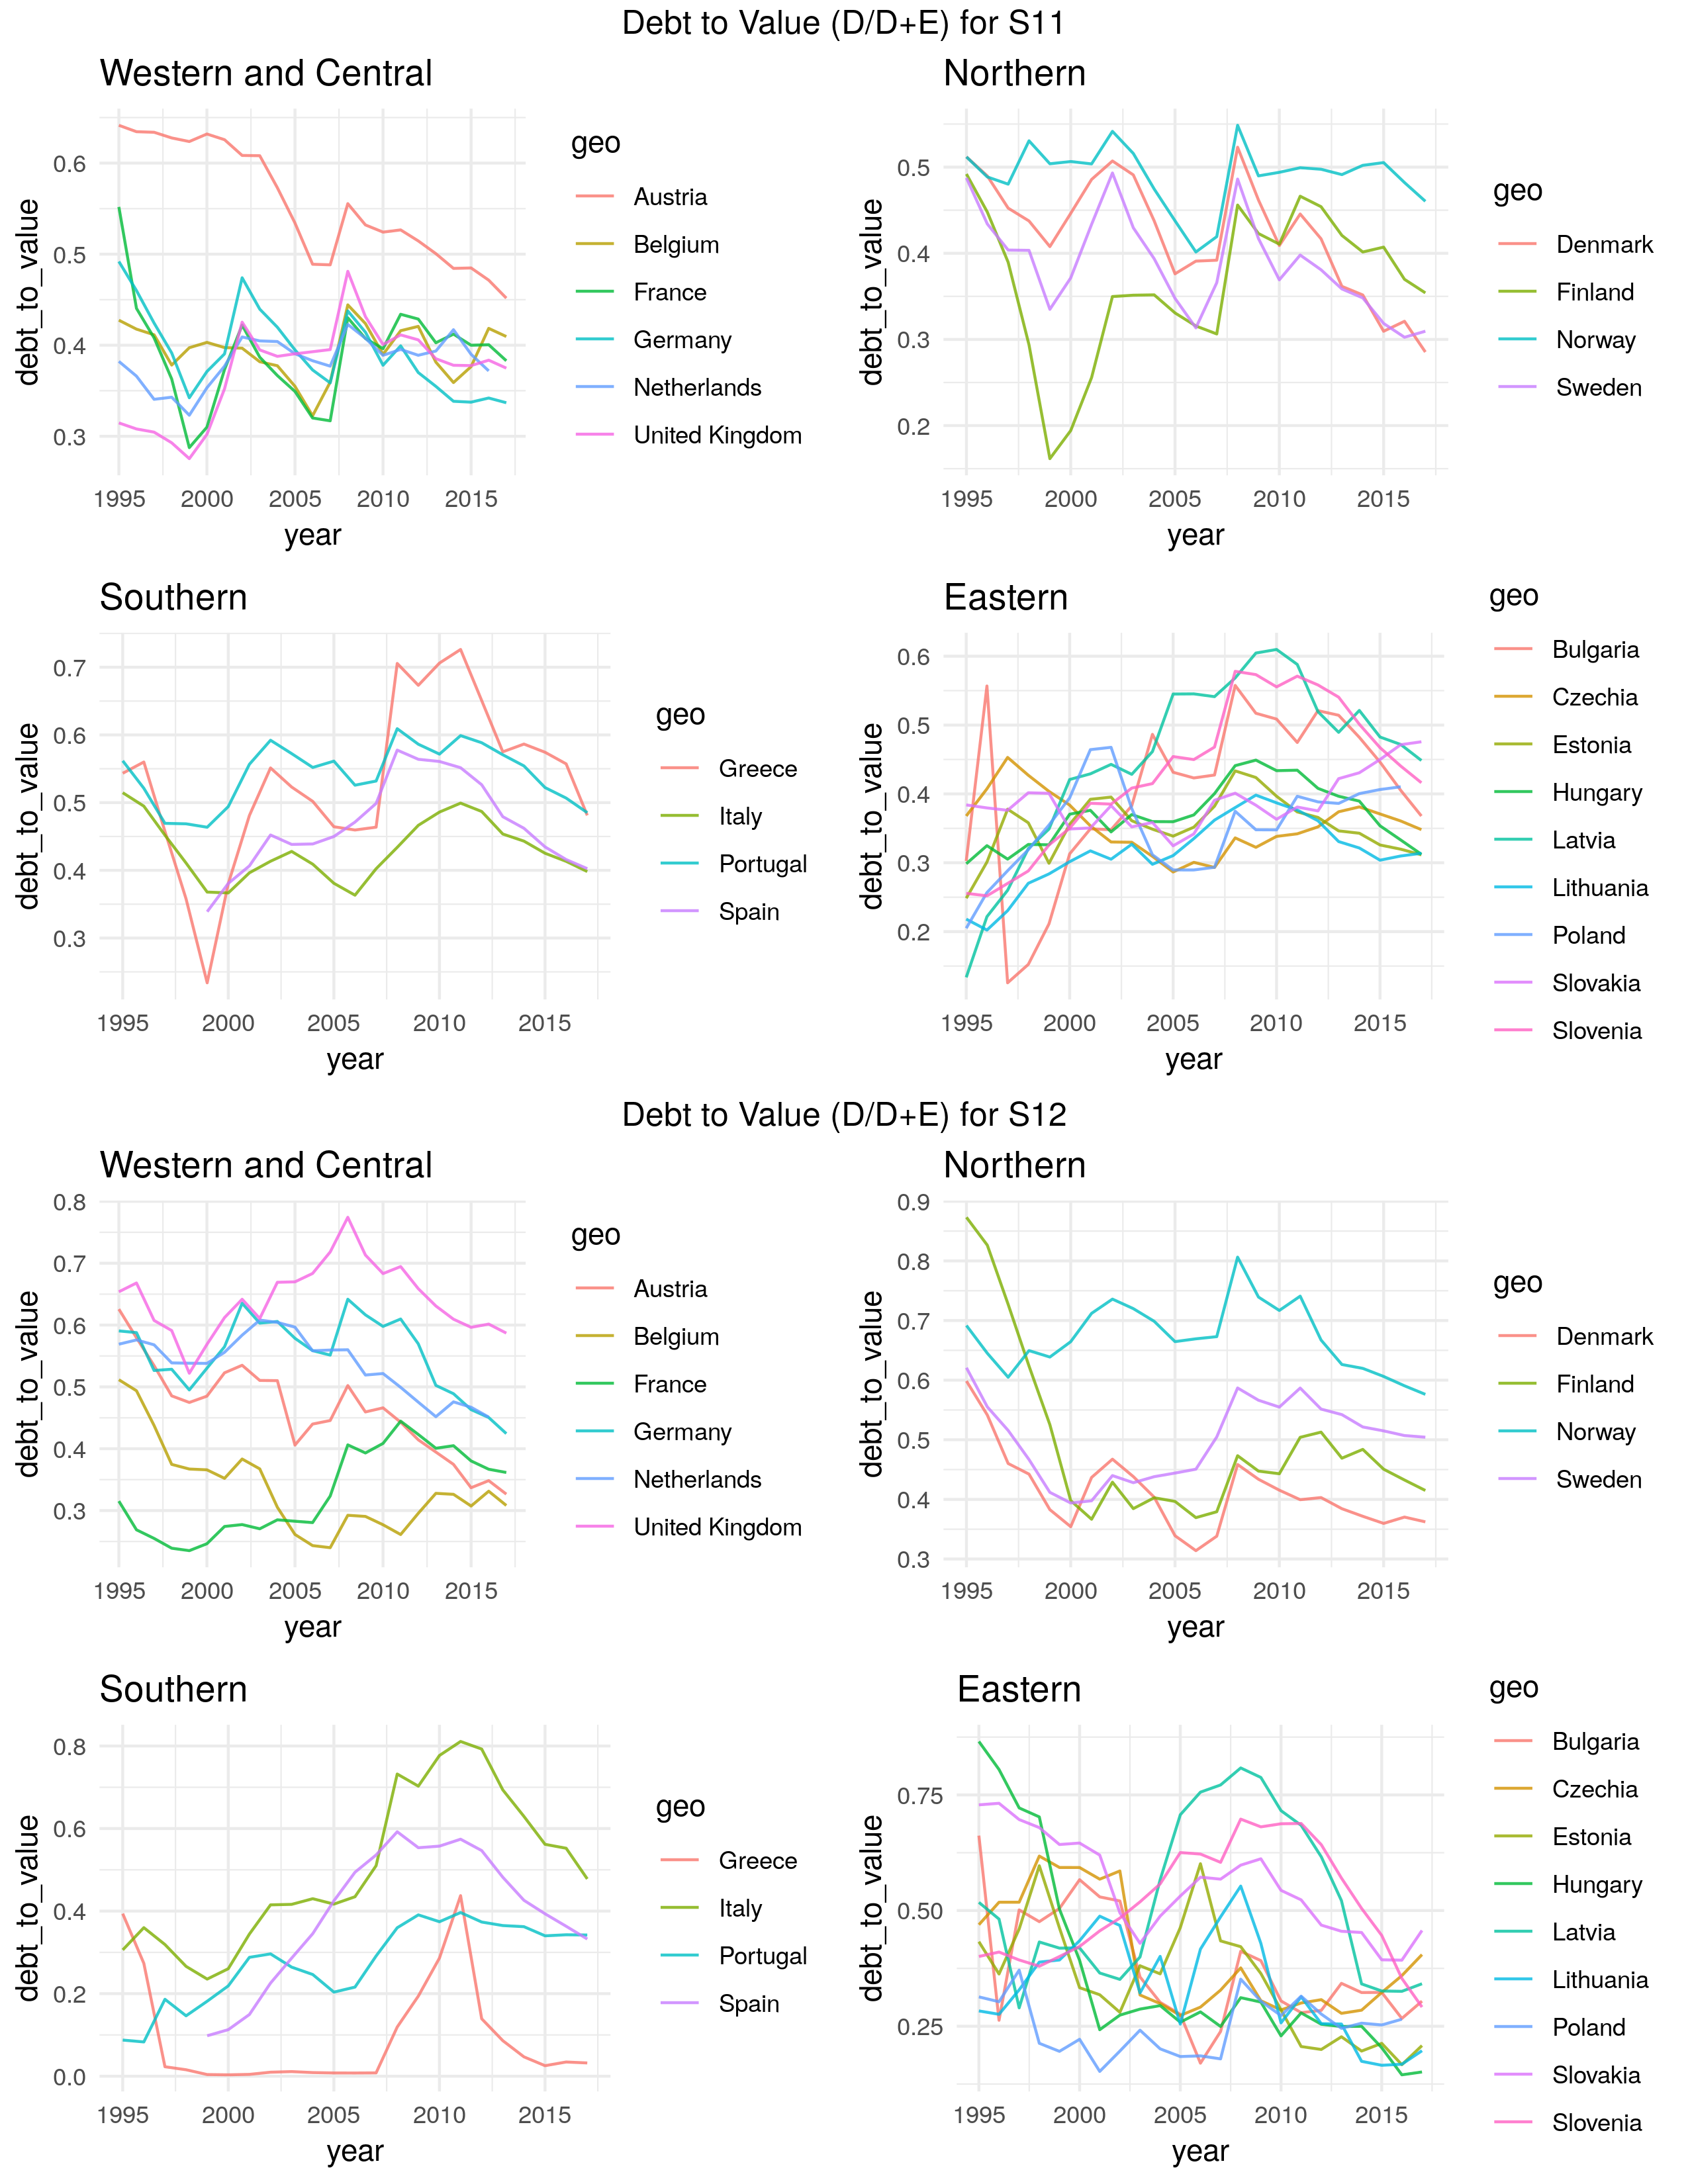 Debt to Value (D/D+E) for S11
Western and Central
debt_to_value
0.6
0.5
0.4
0.3
1995 2000 2005 2010 2015
year
geo
Austria
Belgium
France
Germany
Netherlands
United Kingdom
Northern
debt_to_value
0.5
0.4
0.3
0.2
1995 2000 2005 2010 2015
year
geo
Denmark
Finland
Norway
Sweden
Southern
debt_to_value
0.7
0.6
0.5
0.4
0.3
1995 2000 2005 2010 2015
year
geo
Greece
Italy
Portugal
Spain
Eastern
debt_to_value
0.6
0.5
0.4
0.3
0.2
1995 2000 2005 2010 2015
year
geo
Bulgaria
Czechia
Estonia
Hungary
Latvia
Lithuania
Poland
Slovakia
Slovenia
Debt to Value (D/D+E) for S12
Western and Central
debt_to_value
0.8
0.7
0.6
0.5
0.4
0.3
1995 2000 2005 2010 2015
year
geo
Austria
Belgium
France
Germany
Netherlands
United Kingdom
Northern
debt_to_value
0.9
0.8
0.7
0.6
0.5
0.4
0.3
1995 2000 2005 2010 2015
year
geo
Denmark
Finland
Norway
Sweden
Southern
debt_to_value
0.8
0.6
0.4
0.2
0.0
1995 2000 2005 2010 2015
year
geo
Greece
Italy
Portugal
Spain
Eastern
debt_to_value
0.75
0.50
0.25
1995 2000 2005 2010 2015
year
geo
Bulgaria
Czechia
Estonia
Hungary
Latvia
Lithuania
Poland
Slovakia
Slovenia